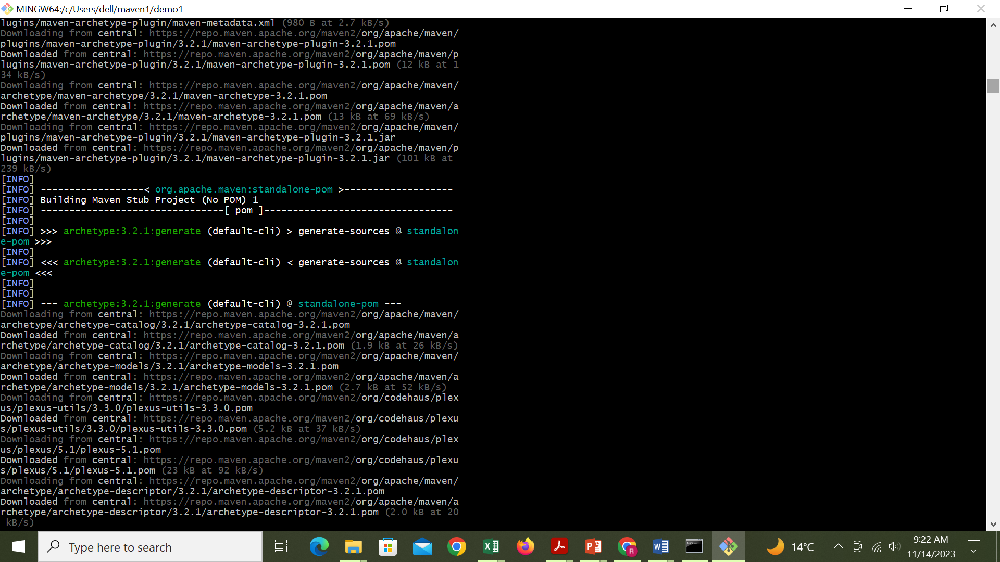 MINGW64:/c/Users/dell/maven1/demo1
lugins/maven-archetype-plugin/maven-metadata.xml (980 B at 2.7 kB/s)
Downloading from central: https://repo.maven.apache.org/maven2/org/apache/maven/
plugins/maven-archetype-plugin/3.2.1/maven-archetype-plugin-3.2.1.pom
Downloaded from central: https://repo.maven.apache.org/maven2/org/apache/maven/p
lugins/maven-archetype-plugin/3.2.1/maven-archetype-plugin-3.2.1.pom (12 kB at 1
34 kB/s)
Downloading from central: https://repo.maven.apache.org/maven2/org/apache/maven/
archetype/maven-archetype/3.2.1/maven-archetype-3.2.1.pom
Downloaded from central: https://repo.maven.apache.org/maven2/org/apache/maven/a
rchetype/maven-archetype/3.2.1/maven-archetype-3.2.1.pom (13 kB at 69 kB/s)
Downloading from central: https://repo.maven.apache.org/maven2/org/apache/maven/
plugins/maven-archetype-plugin/3.2.1/maven-archetype-plugin-3.2.1.jar
Downloaded from central: https://repo.maven.apache.org/maven2/org/apache/maven/p
lugins/maven-archetype-plugin/3.2.1/maven-archetype-plugin-3.2.1.jar (101 kB at
239 kB/s)
[INFO]
[INFO] ------------------< org.apache.maven:standalone-pom >-------------------
[INFO] Building Maven Stub Project (No POM) 1
[INFO] --------------------------------[ pom ]---------------------------------
[INFO]
[INFO] >>> archetype:3.2.1:generate (default-cli) > generate-sources @ standalon
e-pom >>>
[INFO]
[INFO] <<< archetype:3.2.1:generate (default-cli) < generate-sources @ standalon
e-pom <<<
[INFO]
[INFO]
[INFO] --- archetype:3.2.1:generate (default-cli) @ standalone-pom ---
Downloading from central: https://repo.maven.apache.org/maven2/org/apache/maven/
archetype/archetype-catalog/3.2.1/archetype-catalog-3.2.1.pom
Downloaded from central: https://repo.maven.apache.org/maven2/org/apache/maven/a
rchetype/archetype-catalog/3.2.1/archetype-catalog-3.2.1.pom (1.9 kB at 26 kB/s)
Downloading from central: https://repo.maven.apache.org/maven2/org/apache/maven/
archetype/archetype-models/3.2.1/archetype-models-3.2.1.pom
Downloaded from central: https://repo.maven.apache.org/maven2/org/apache/maven/a
rchetype/archetype-models/3.2.1/archetype-models-3.2.1.pom (2.7 kB at 52 kB/s)
Downloading from central: https://repo.maven.apache.org/maven2/org/codehaus/plex
us/plexus-utils/3.3.0/plexus-utils-3.3.0.pom
Downloaded from central: https://repo.maven.apache.org/maven2/org/codehaus/plexu
s/plexus-utils/3.3.0/plexus-utils-3.3.0.pom (5.2 kB at 37 kB/s)
Downloading from central: https://repo.maven.apache.org/maven2/org/codehaus/plex
us/plexus/5.1/plexus-5.1.pom
Downloaded from central: https://repo.maven.apache.org/maven2/org/codehaus/plexu
s/plexus/5.1/plexus-5.1.pom (23 kB at 92 kB/s)
Downloading from central: https://repo.maven.apache.org/maven2/org/apache/maven/
archetype/archetype-descriptor/3.2.1/archetype-descriptor-3.2.1.pom
Downloaded from central: https://repo.maven.apache.org/maven2/org/apache/maven/a
rchetype/archetype-descriptor/3.2.1/archetype-descriptor-3.2.1.pom (2.0 kB at 20
 kB/s)
Type here to search
14°C
9:22 AM
11/14/2023